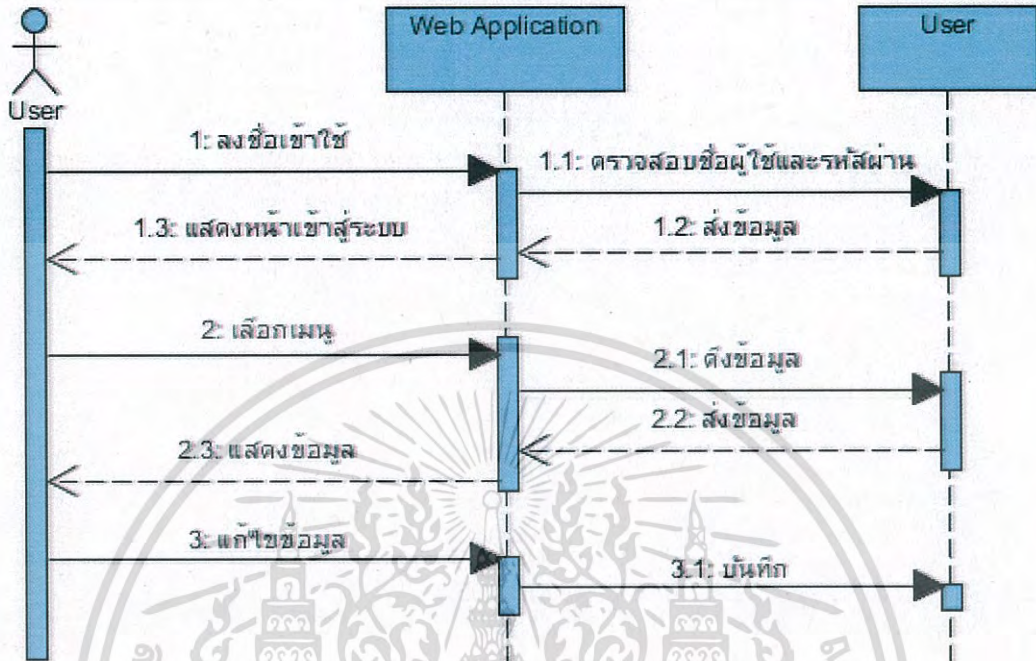 Web Application
User
User
1: ลงชื่อเข้าใช้
1.1: ตรวจสอบชื่อผู้ใช้และรหัสผ่าน
1.3: แสดงหน้าเข้าสู่ระบบ
1.2: ส่งข้อมูล
2: เลือกเมนู
2.1: ดึงข้อมูล
2.2: ส่งข้อมูล
2.3: แสดงข้อมูล
3: แก้ไขข้อมูล
3.1: บันทึก